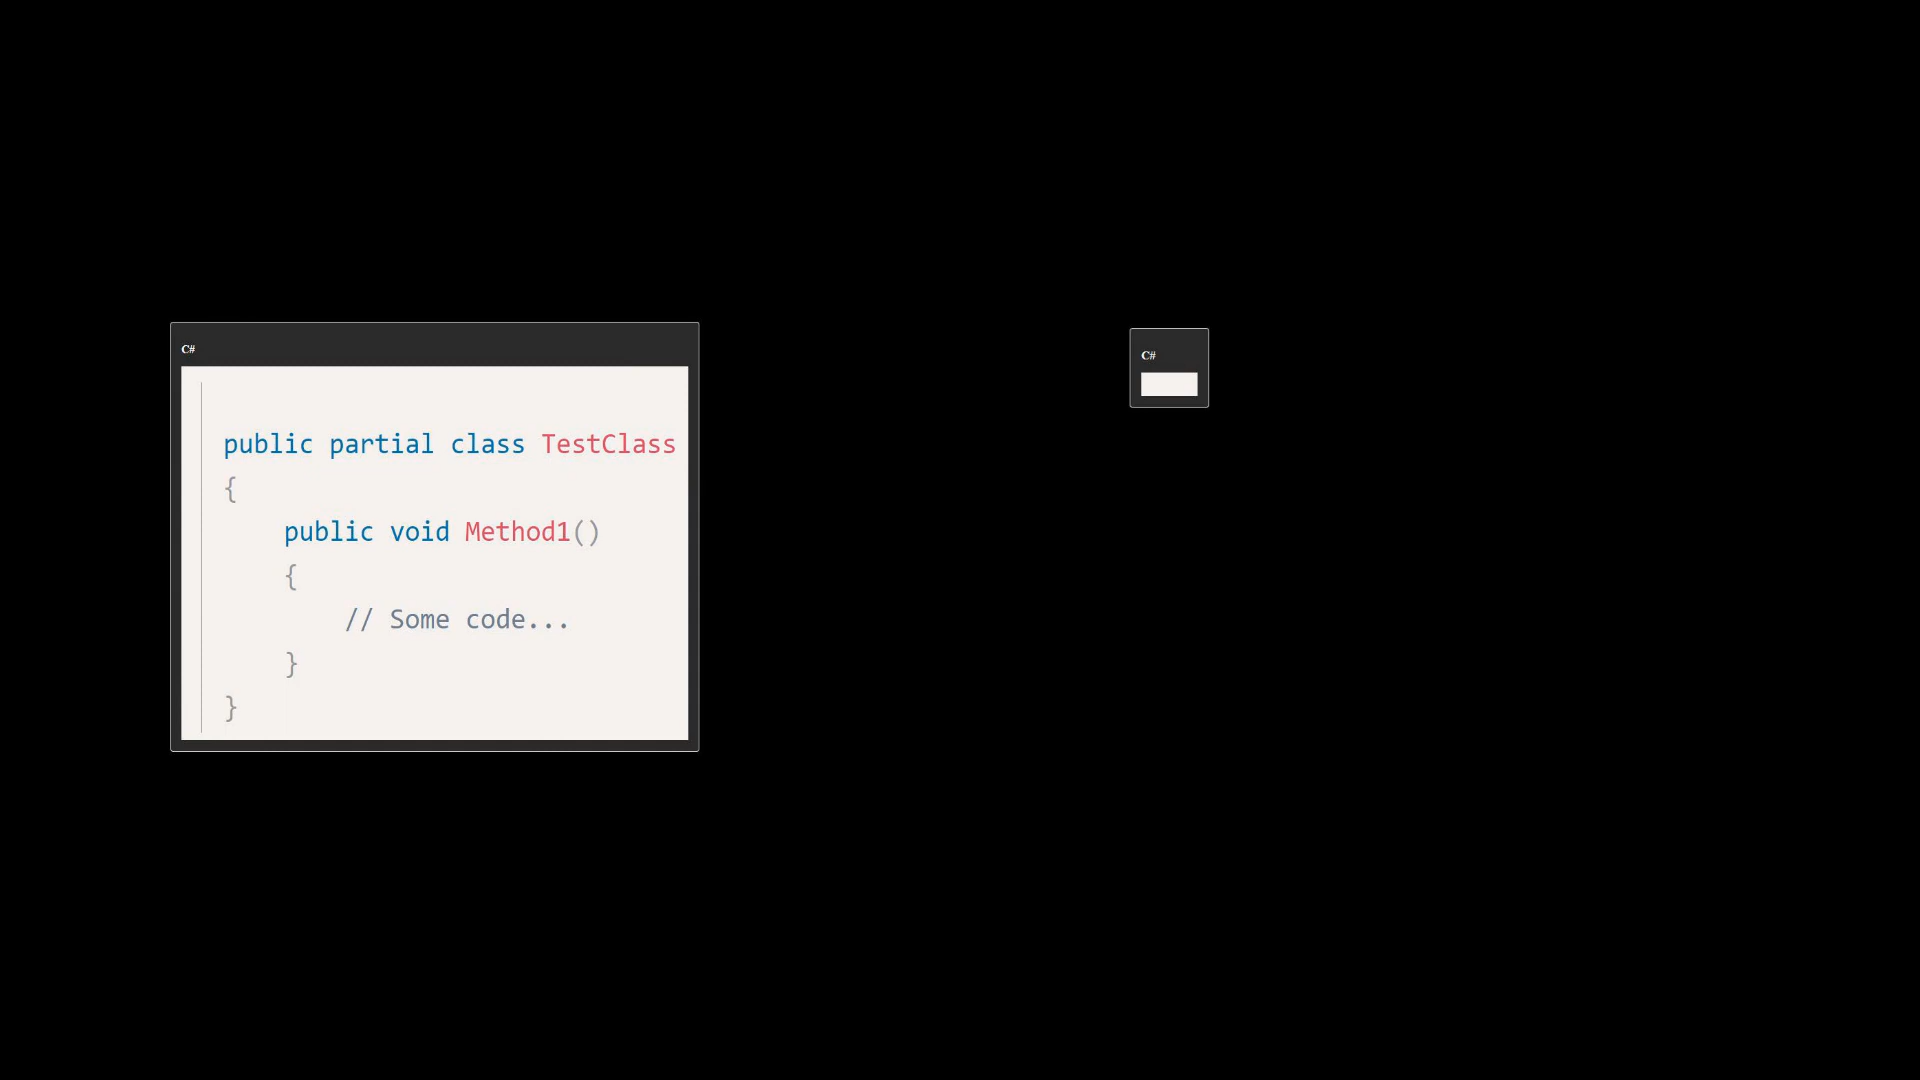 C#
public partial class TestClass
{
    public void Method1()
    {
        // Some code...
    }
}
C#